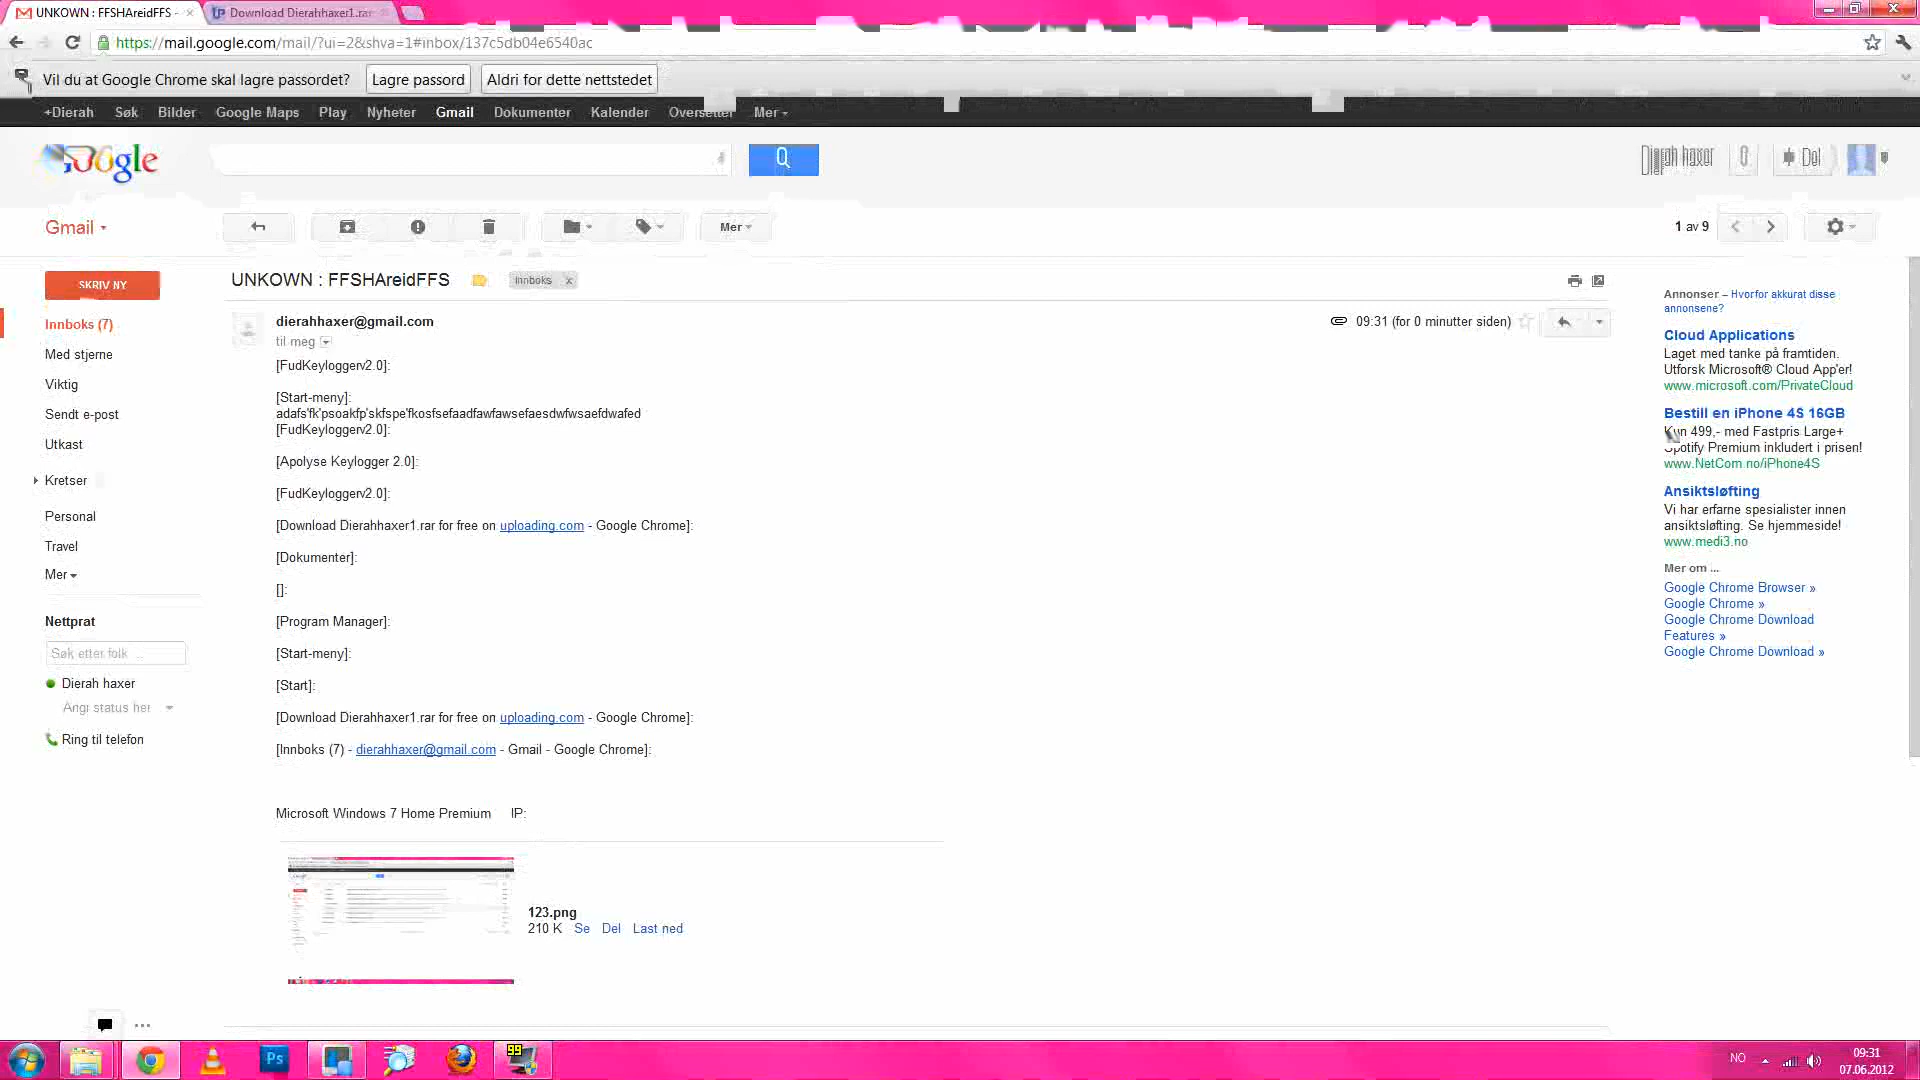 UNKOWN : FFSHAreidFFS -
Download Dierahhaxer1.rar
https://mail.google.com/mail/?ui=2&shva=1#inbox/137c5db04e6540ac
Vil du at Google Chrome skal lagre passordet? Lagre passord Aldri for dette nettstedet
+Dierah Søk Bilder Google Maps Play Nyheter Gmail Dokumenter Kalender Oversetter Mer
Google
Dierah haxer Del
Gmail
Mer
1 av 9
SKRIV NY
UNKOWN : FFSHAreidFFS Innboks x
Innboks (7)
Med stjerne
Viktig
Sendt e-post
Utkast
Kretser
Personal
Travel
Mer
Nettprat
Søk etter folk ...
Dierah haxer
Angi status her
Ring til telefon
dierahhaxer@gmail.com 09:31 (for 0 minutter siden)
til meg
[FudKeyloggerv2.0]:
[Start-meny]:
adafs'fk'psoakfp'skfspe'fkosfsefaadfawfawsefaesdwfwsaefdwafed
[FudKeyloggerv2.0]:
[Apolyse Keylogger 2.0]:
[FudKeyloggerv2.0]:
[Download Dierahhaxer1.rar for free on uploading.com - Google Chrome]:
[Dokumenter]:
[]:
[Program Manager]:
[Start-meny]:
[Start]:
[Download Dierahhaxer1.rar for free on uploading.com - Google Chrome]:
[Innboks (7) - dierahhaxer@gmail.com - Gmail - Google Chrome]:
Microsoft Windows 7 Home Premium IP:
123.png
210 K Se Del Last ned
Annonser – Hvorfor akkurat disse
annonsene?
Cloud Applications
Laget med tanke på framtiden.
Utforsk Microsoft® Cloud App'er!
www.microsoft.com/PrivateCloud
Bestill en iPhone 4S 16GB
Kun 499,- med Fastpris Large+
Spotify Premium inkludert i prisen!
www.NetCom.no/iPhone4S
Ansiktsløfting
Vi har erfarne spesialister innen
ansiktsløfting. Se hjemmeside!
www.medi3.no
Mer om ...
Google Chrome Browser »
Google Chrome »
Google Chrome Download
Features »
Google Chrome Download »
Ps
99
NO
09:31
07.06.2012